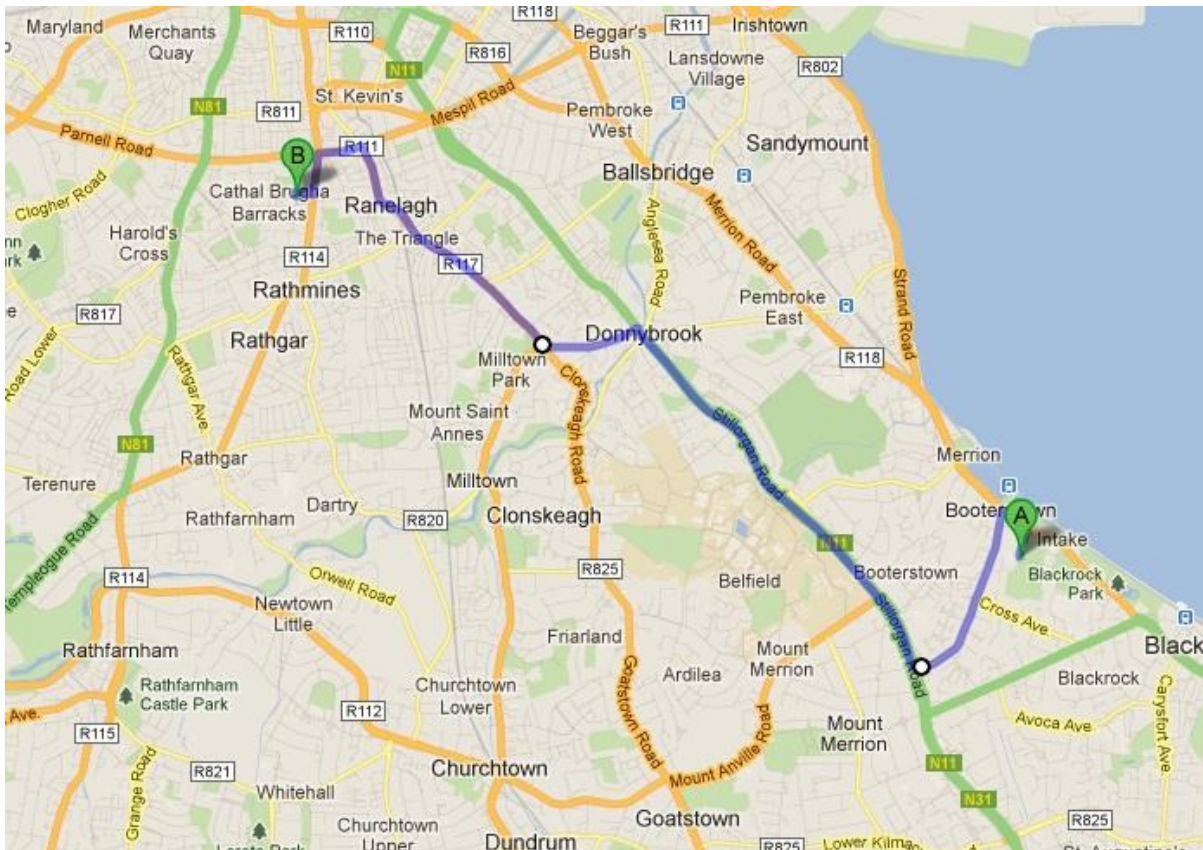 Maryland
Merchants
Quay
R110
N11
R816
R118
Beggar's
Bush
R111
Irishtown
Lansdowne
Village
R802
N81
R811
St. Kevin's
Mespil Road
Pembroke
West
Sandymount
Parnell Road
B
R111
Ballsbridge
Clogher Road
Cathal Brugha
Barracks
Ranelagh
Anglesea Road
Merrion Road
Harold's
Cross
The Triangle
R114
R117
Strand Road
Rathmines
Pembroke
East
R817
Rathgar
Donnybrook
R118
Road Lower
Rathgar Ave.
Milltown
Park
Clonskeagh Road
Mount Saint
Annes
Stillorgan Road
N81
Rathgar
Merrion
Terenure
Milltown
Dartry
Clonskeagh
Booterstown
A
Rathfarnham
R820
N11
Intake
Templeogue Road
R114
Orwell Road
R825
Belfield
Booterstown
Blackrock
Park
Newtown
Little
Stillorgan Road
Cross Ave
Friarland
Rathfarnham
Mount
Merrion
Black
Ardilea
Blackrock
Rathfarnham
Castle Park
Churchtown
Lower
Goatstown Road
Carysfort Ave
Ave.
R112
Avoca Ave
R115
Mount
Merrion
Road
Churchtown
Mount Anville
N11
R821
Grange Road
Whitehall
N31
Goatstown
Churchtown
Upper
Dundrum
R825
R825